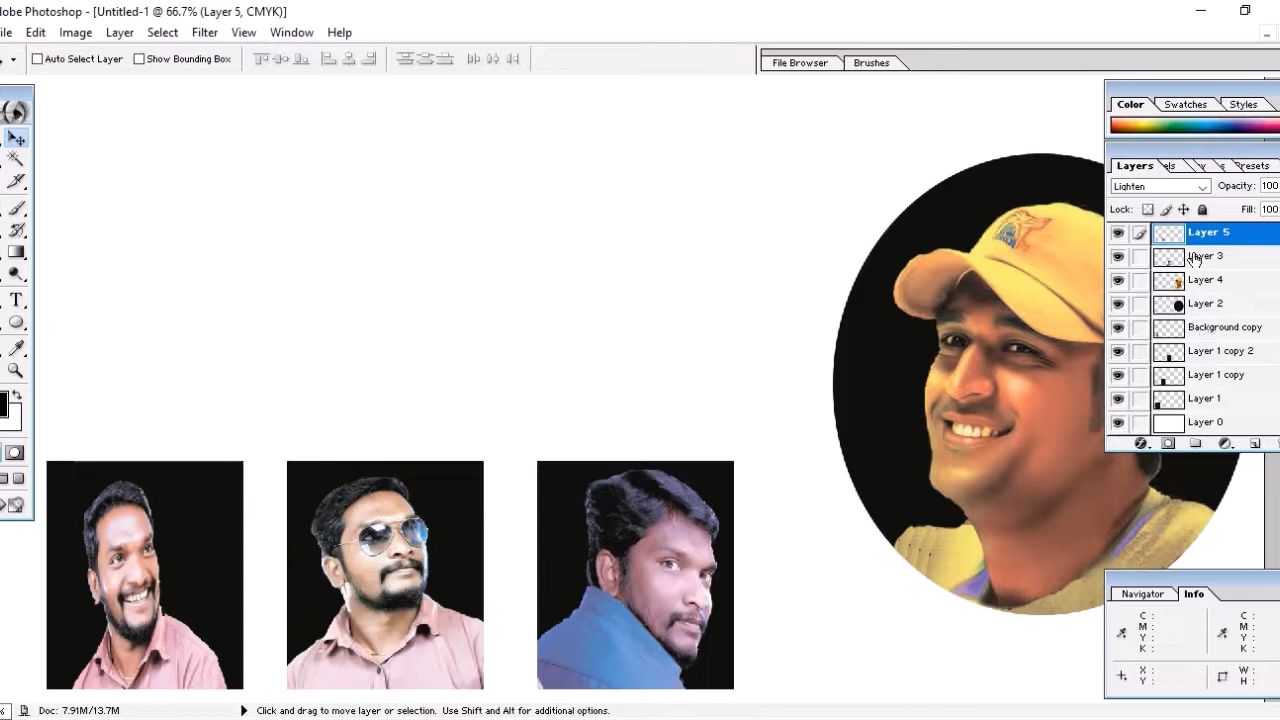 dobe Photoshop - [Untitled-1 @ 66.7% (Layer 5, CMYK)]
ile Edit Image Layer Select Filter View Window Help
Auto Select Layer Show Bounding Box File Browser Brushes
Color Swatches Styles
Layers els s resets
Lighten Opacity: 100
Lock: Fill: 100
Layer 5
Layer 3
Layer 4
Layer 2
Background copy
Layer 1 copy 2
Layer 1 copy
Layer 1
Layer 0
Navigator Info
C: C:
M: M:
Y: Y:
K: K:
X: W:
Y: H:
% Doc: 7.91M/13.7M Click and drag to move layer or selection. Use Shift and Alt for additional options.